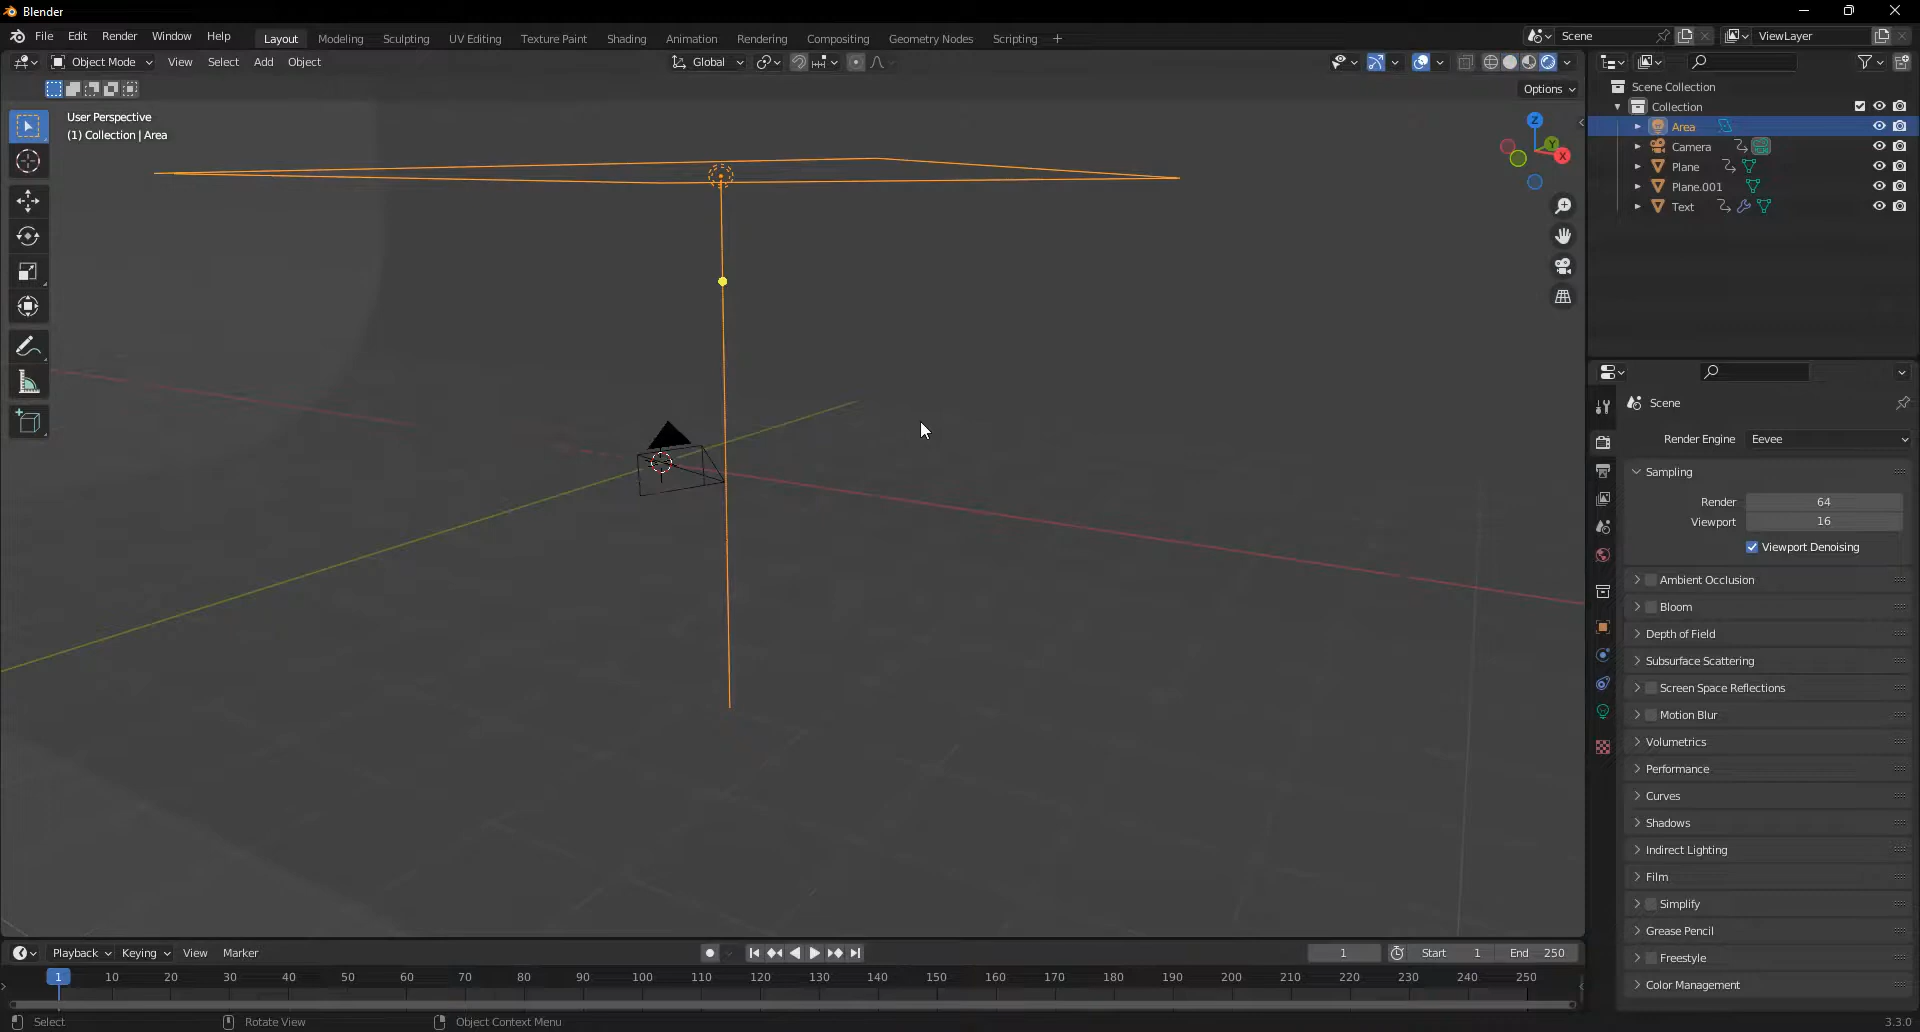 Blender
File Edit Render Window Help Layout Modeling Sculpting UV Editing Texture Paint Shading Animation Rendering Compositing Geometry Nodes Scripting + Scene ViewLayer
Object Mode View Select Add Object Global
Options
User Perspective
(1) Collection | Area
Z
Y
X
Scene Collection
Collection
Area
Camera
Plane
Plane.001
Text
Scene
Render Engine Eevee
Sampling
Render 64
Viewport 16
Viewport Denoising
Ambient Occlusion
Bloom
Depth of Field
Subsurface Scattering
Screen Space Reflections
Motion Blur
Volumetrics
Performance
Curves
Shadows
Indirect Lighting
Film
Simplify
Grease Pencil
Freestyle
Color Management
Playback Keying View Marker 1 Start 1 End 250
1 10 20 30 40 50 60 70 80 90 100 110 120 130 140 150 160 170 180 190 200 210 220 230 240 250
Select Rotate View Object Context Menu 3.3.0